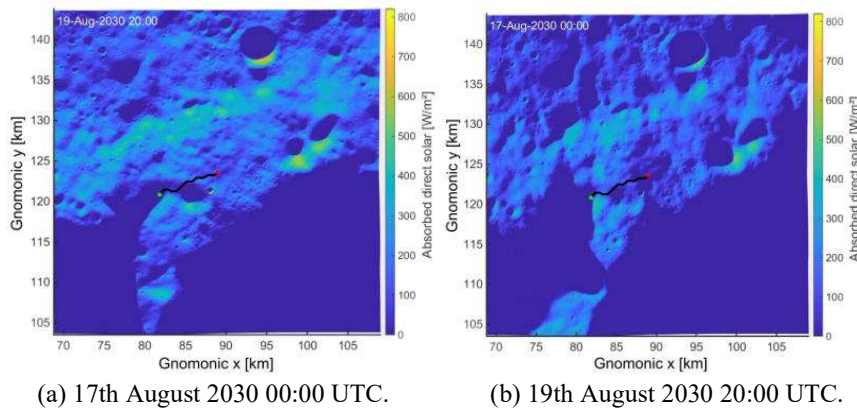 19-Aug-2030 20:00
140
135
130
125
120
115
110
105
Gnomonic y [km]
70 75 80 85 90 95 100 105
Gnomonic x [km]
800
700
600
500
400
300
200
100
0
Absorbed direct solar [W/m²]
17-Aug-2030 00:00
140
135
130
125
120
115
110
105
Gnomonic y [km]
70 75 80 85 90 95 100 105
Gnomonic x [km]
800
700
600
500
400
300
200
100
0
Absorbed direct solar [W/m²]
(a) 17th August 2030 00:00 UTC.
(b) 19th August 2030 20:00 UTC.